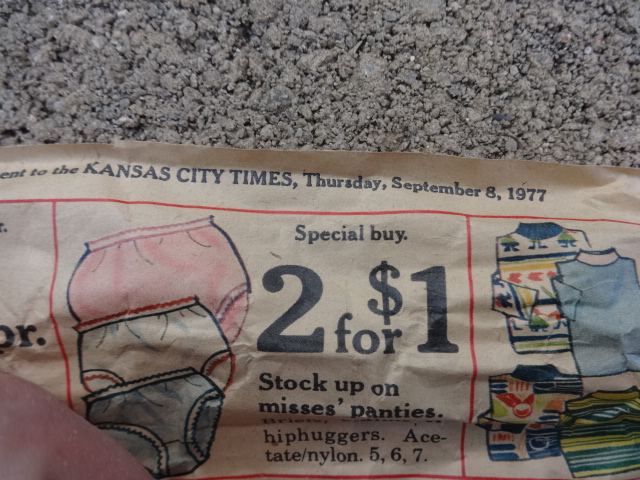 ent to the KANSAS CITY TIMES, Thursday, September 8, 1977
r.
pr.
Special buy.
2 for $1
Stock up on
misses' panties.
hiphuggers. Ace-
tate/nylon. 5, 6, 7.